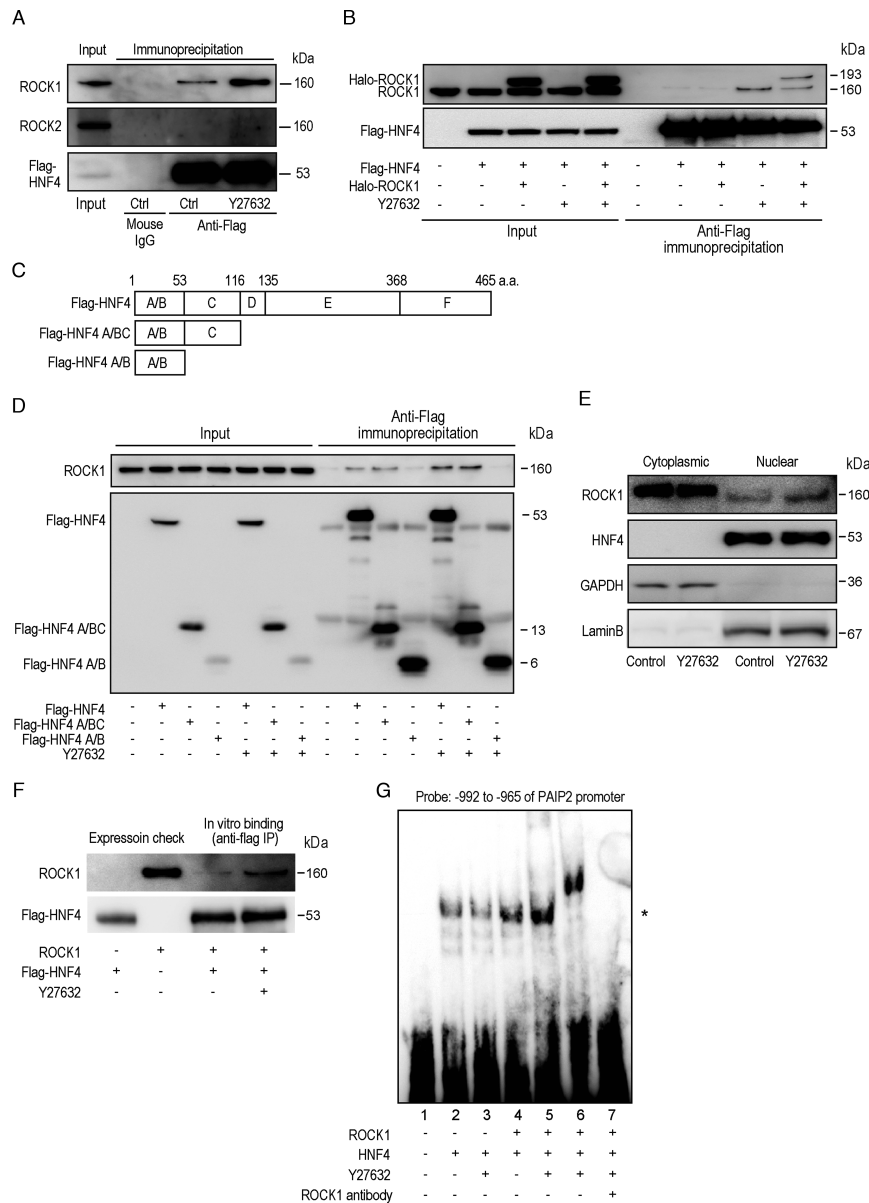 A
Input Immunoprecipitation
kDa
ROCK1
160
ROCK2
160
Flag-
HNF4
53
Input Ctrl Ctrl Y27632
Mouse
IgG
Anti-Flag
B
kDa
Halo-ROCK1
193
ROCK1
160
Flag-HNF4
53
Flag-HNF4 - + + + + - + + + +
Halo-ROCK1 - - + - + - - + - +
Y27632 - - - + + - - - + +
Input
Anti-Flag
immunoprecipitation
C
1 53 116 135 368 465 a.a.
Flag-HNF4 A/B C D E F
Flag-HNF4 A/BC A/B C
Flag-HNF4 A/B A/B
D
Input
Anti-Flag
immunoprecipitation
kDa
ROCK1
160
Flag-HNF4
53
Flag-HNF4 A/BC
13
Flag-HNF4 A/B
6
Flag-HNF4 - + - - + - - - + - - + - -
Flag-HNF4 A/BC - - + - - + - - - + - - + -
Flag-HNF4 A/B - - - + - - + - - - + - - +
Y27632 - - - - + + + - - - - + + +
E
Cytoplasmic Nuclear
kDa
ROCK1
160
HNF4
53
GAPDH
36
LaminB
67
Control Y27632 Control Y27632
F
Expressoin check
In vitro binding
(anti-flag IP)
kDa
ROCK1
160
Flag-HNF4
53
ROCK1 - + + +
Flag-HNF4 + - + +
Y27632 - - - +
G
Probe: -992 to -965 of PAIP2 promoter
*
1 2 3 4 5 6 7
ROCK1 - - - + + + +
HNF4 - + + + + + +
Y27632 - - + - + + +
ROCK1 antibody - - - - - - +